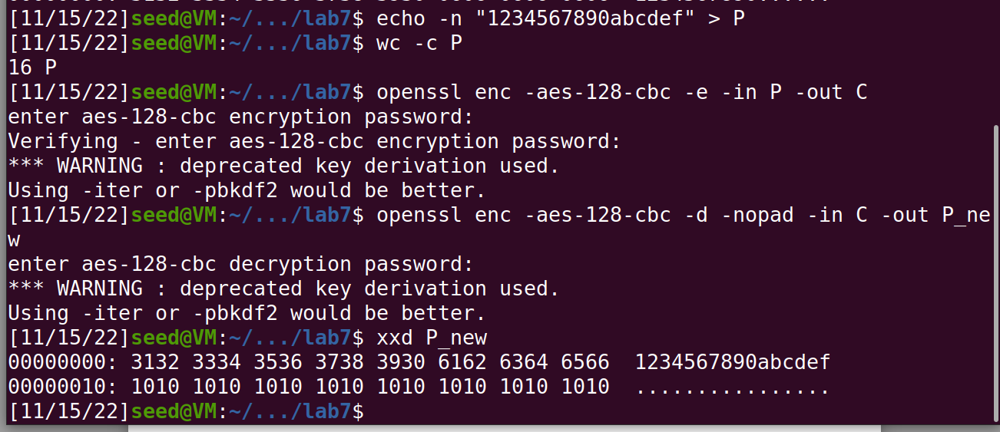 [11/15/22]seed@VM:~/.../lab7$ echo -n "1234567890abcdef" > P
[11/15/22]seed@VM:~/.../lab7$ wc -c P
16 P
[11/15/22]seed@VM:~/.../lab7$ openssl enc -aes-128-cbc -e -in P -out C
enter aes-128-cbc encryption password:
Verifying - enter aes-128-cbc encryption password:
*** WARNING : deprecated key derivation used.
Using -iter or -pbkdf2 would be better.
[11/15/22]seed@VM:~/.../lab7$ openssl enc -aes-128-cbc -d -nopad -in C -out P_ne
w
enter aes-128-cbc decryption password:
*** WARNING : deprecated key derivation used.
Using -iter or -pbkdf2 would be better.
[11/15/22]seed@VM:~/.../lab7$ xxd P_new
00000000: 3132 3334 3536 3738 3930 6162 6364 6566  1234567890abcdef
00000010: 1010 1010 1010 1010 1010 1010 1010 1010  ................
[11/15/22]seed@VM:~/.../lab7$